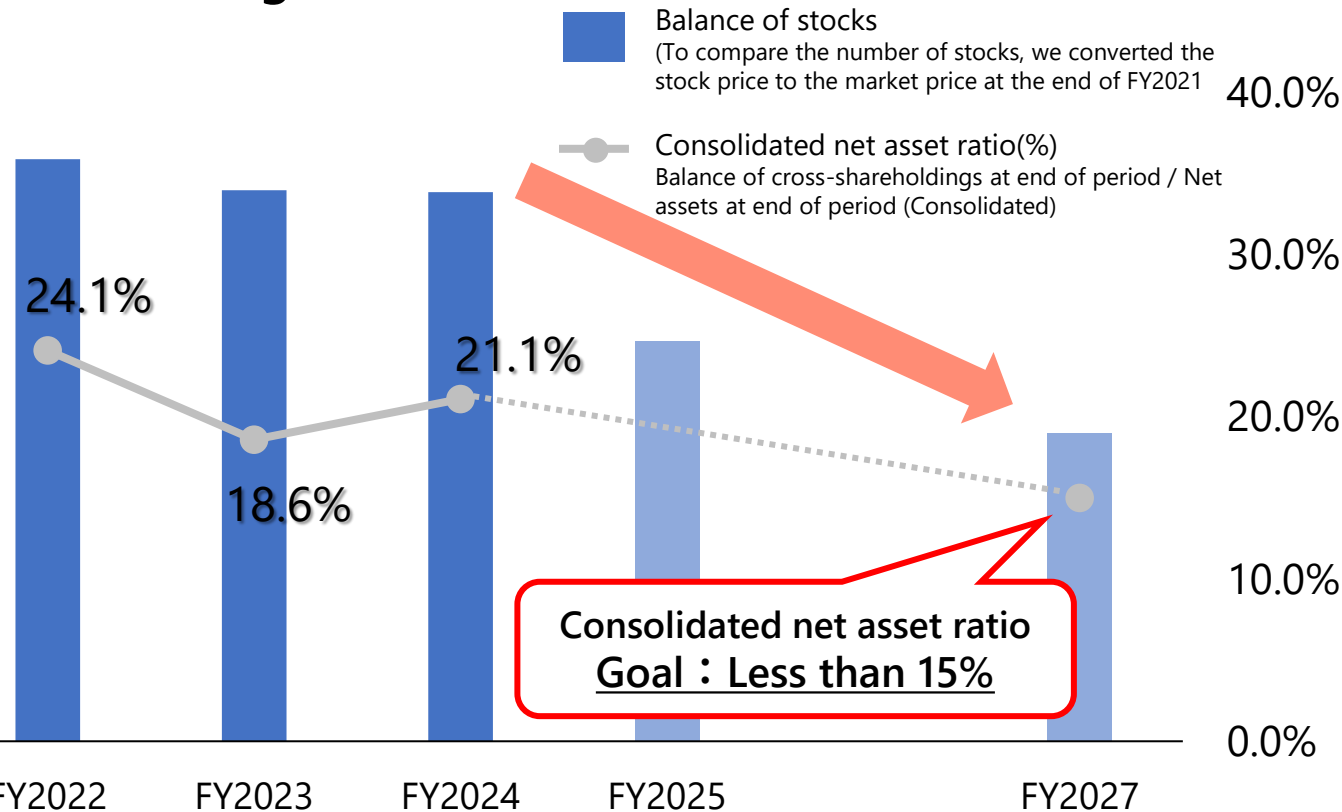 Balance of stocks
(To compare the number of stocks, we converted the
stock price to the market price at the end of FY2021
40.0%
Consolidated net asset ratio(%)
Balance of cross-shareholdings at end of period / Net
assets at end of period (Consolidated)
30.0%
24.1%
21.1%
20.0%
18.6%
10.0%
Consolidated net asset ratio
Goal：Less than 15%
0.0%
FY2022 FY2023 FY2024 FY2025 FY2027